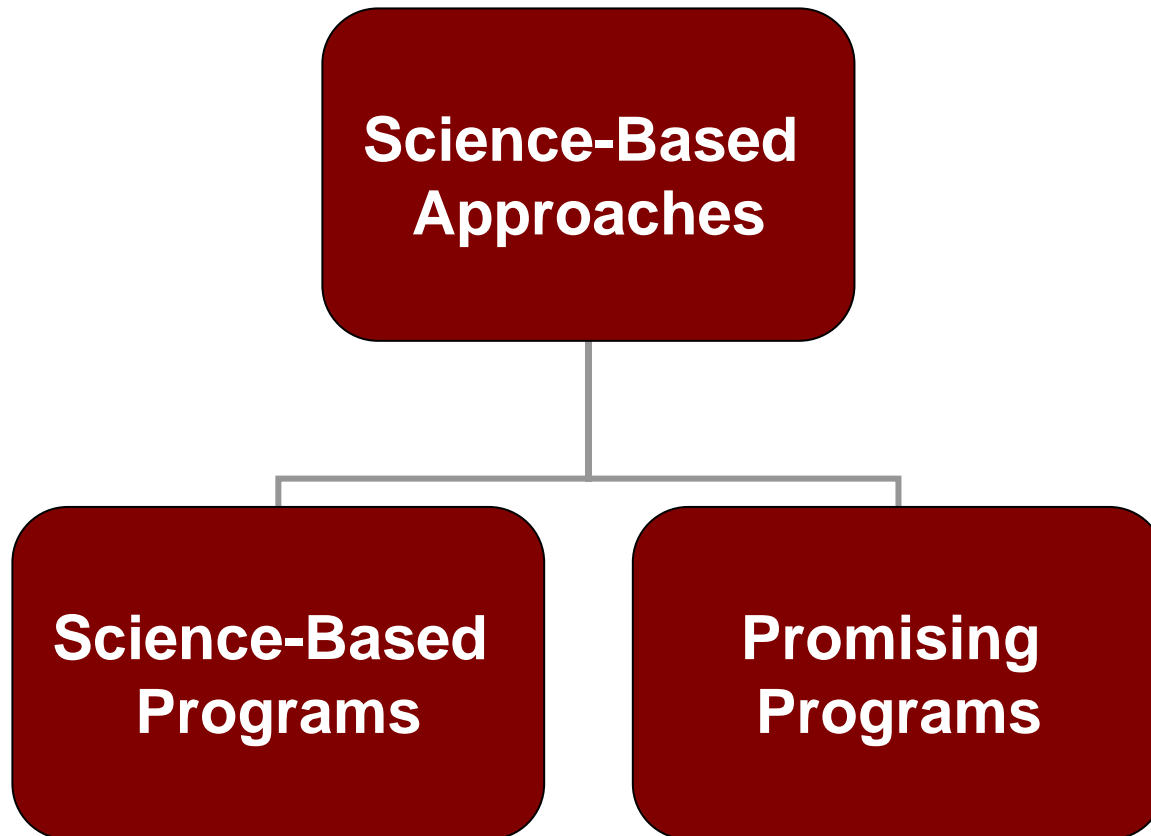 Science-Based
Approaches
Science-Based
Programs
Promising
Programs